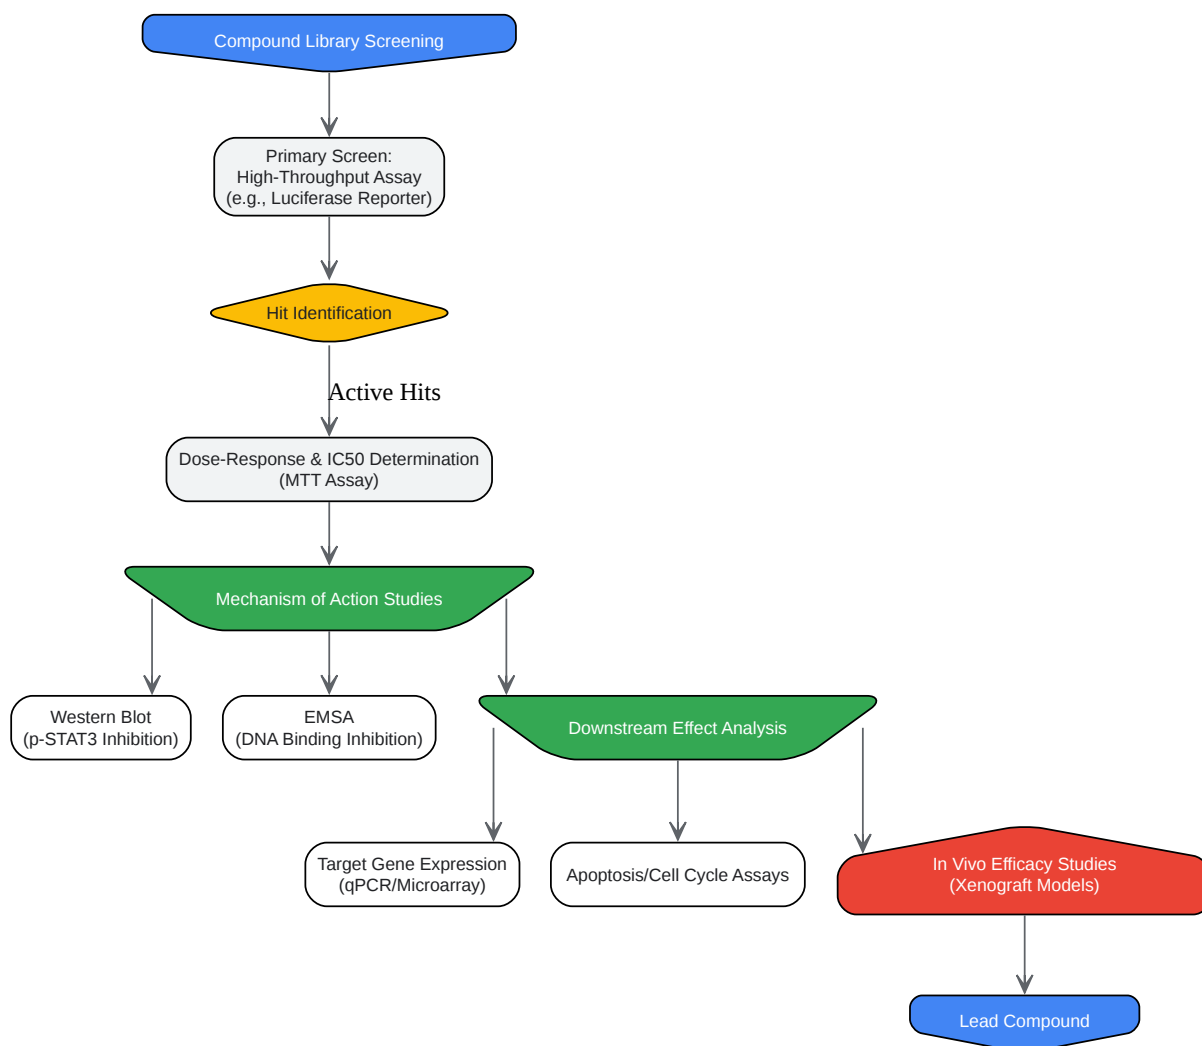 Compound Library Screening
Primary Screen:
High-Throughput Assay
(e.g., Luciferase Reporter)
Hit Identification
Active Hits
Dose-Response & IC50 Determination
(MTT Assay)
Mechanism of Action Studies
Western Blot
(p-STAT3 Inhibition)
EMSA
(DNA Binding Inhibition)
Downstream Effect Analysis
Target Gene Expression
(qPCR/Microarray)
Apoptosis/Cell Cycle Assays
In Vivo Efficacy Studies
(Xenograft Models)
Lead Compound